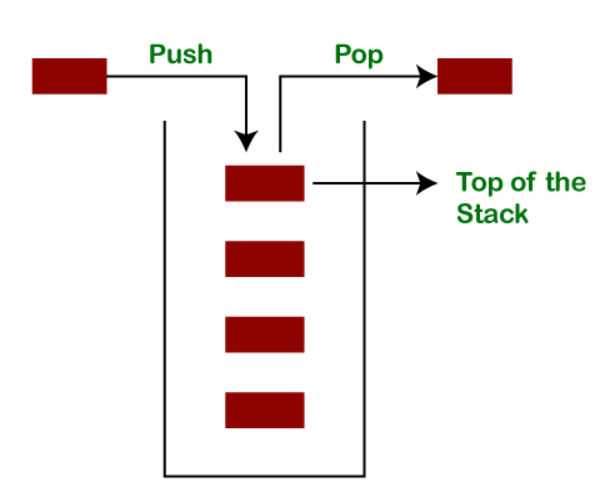 Push
Pop
Top of the
Stack